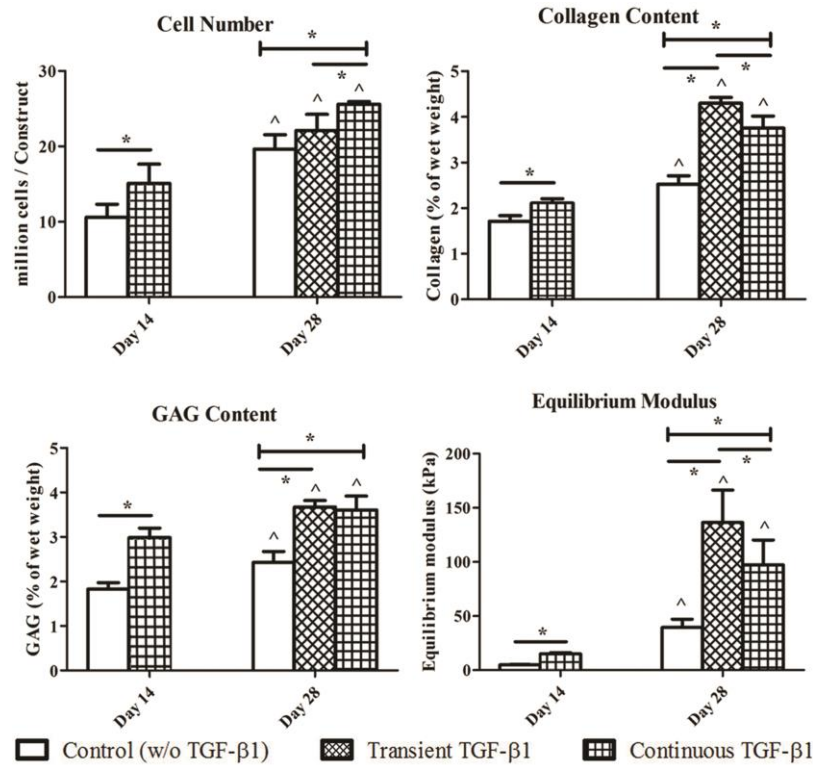 Cell Number
*
*
*
million cells / Construct
30
20
10
0
^
^
^
Day 14
Day 28
Collagen Content
*
*
*
*
Collagen (% of wet weight)
5
4
3
2
1
0
^
^
^
Day 14
Day 28
GAG Content
*
*
*
GAG (% of wet weight)
5
4
3
2
1
0
^
^
^
Day 14
Day 28
Equilibrium Modulus
*
*
*
*
Equilibrium modulus (kPa)
200
150
100
50
0
^
^
^
Day 14
Day 28
Control (w/o TGF-β1)
Transient TGF-β1
Continuous TGF-β1